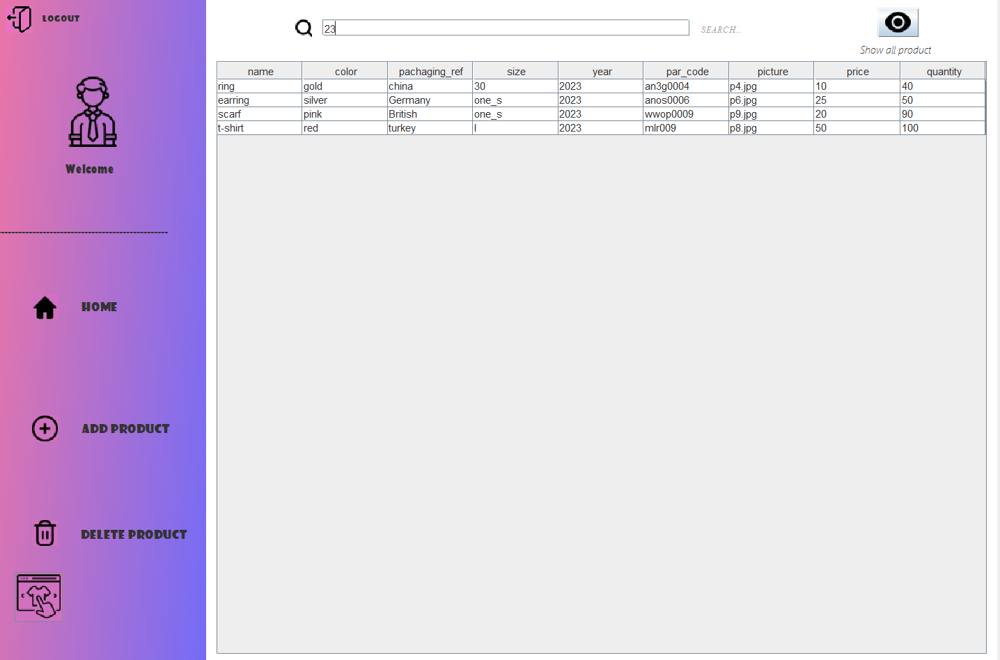 LOGOUT
Welcome
--------------------------------------------------
HOME
ADD PRODUCT
DELETE PRODUCT
23
SEARCH...
Show all product
name color pachaging_ref size year par_code picture price quantity
ring gold china 30 2023 an3g0004 p4.jpg 10 40
earring silver Germany one_s 2023 anos0006 p6.jpg 25 50
scarf pink British one_s 2023 wwop0009 p9.jpg 20 90
t-shirt red turkey l 2023 mlr009 p8.jpg 50 100